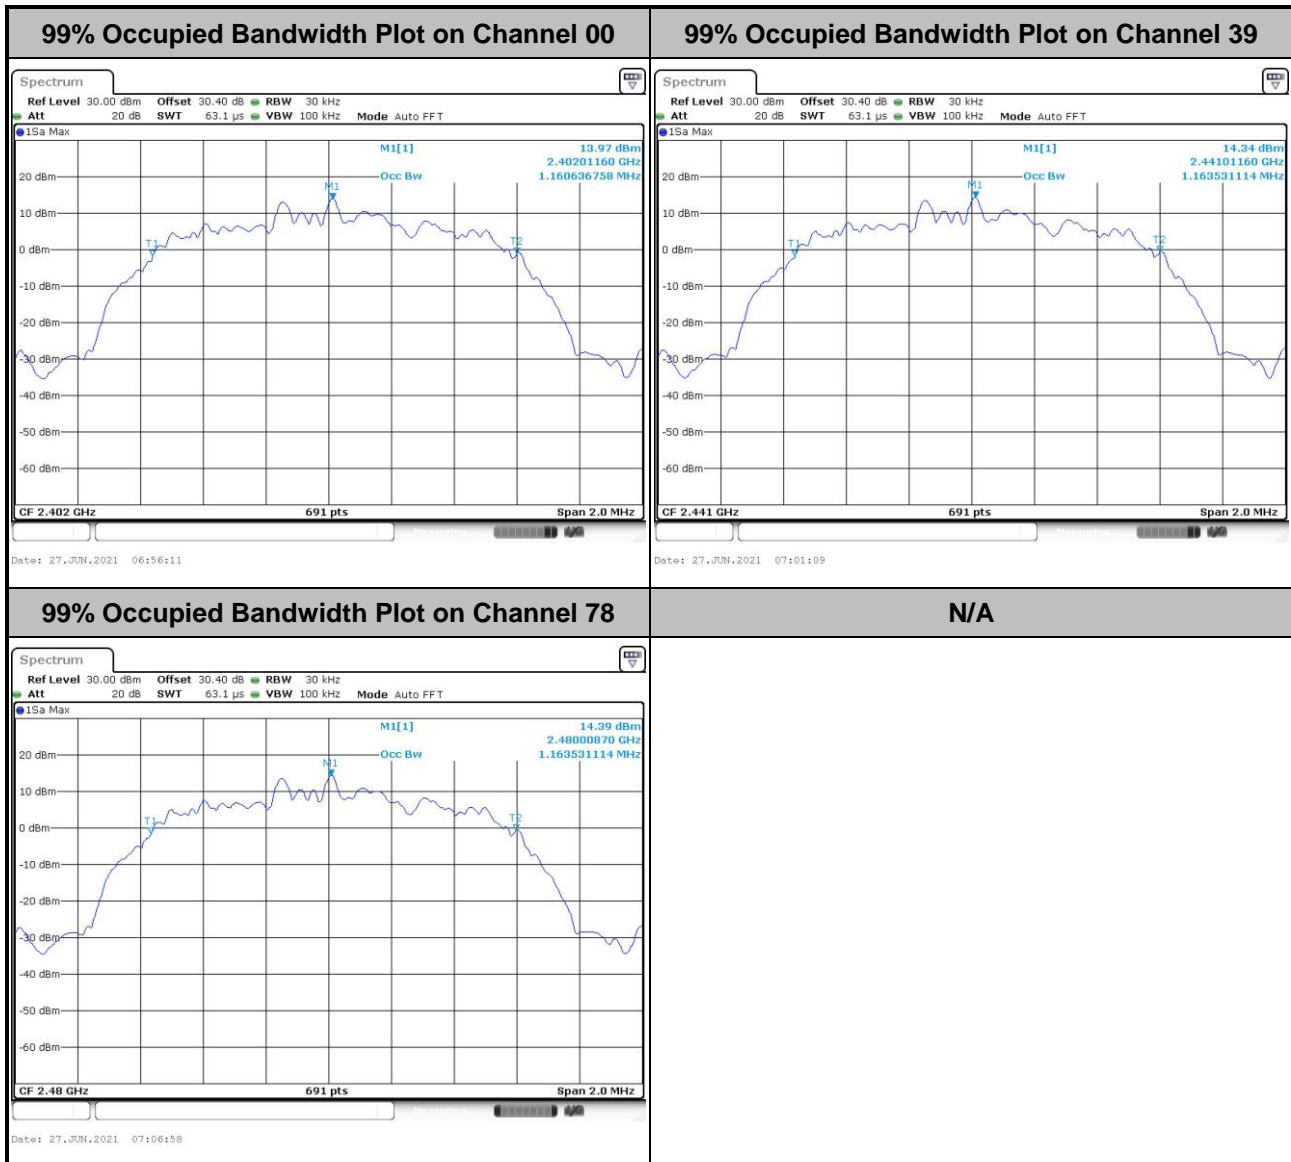 99% Occupied Bandwidth Plot on Channel 00
99% Occupied Bandwidth Plot on Channel 39
Spectrum
Ref Level 30.00 dBm Offset 30.40 dB RBW 30 kHz
Att 20 dB SWT 63.1 µs VBW 100 kHz Mode Auto FFT
1Sa Max
M1[1] 13.97 dBm
2.40201160 GHz
Occ Bw 1.160636758 MHz
20 dBm
M1
10 dBm
0 dBm
T1
T2
-10 dBm
-20 dBm
-30 dBm
-40 dBm
-50 dBm
-60 dBm
CF 2.402 GHz 691 pts Span 2.0 MHz
Date: 27.JUN.2021 06:56:11
Spectrum
Ref Level 30.00 dBm Offset 30.40 dB RBW 30 kHz
Att 20 dB SWT 63.1 µs VBW 100 kHz Mode Auto FFT
1Sa Max
M1[1] 14.34 dBm
2.44101160 GHz
Occ Bw 1.163531114 MHz
20 dBm
M1
10 dBm
0 dBm
T1
T2
-10 dBm
-20 dBm
-30 dBm
-40 dBm
-50 dBm
-60 dBm
CF 2.441 GHz 691 pts Span 2.0 MHz
Date: 27.JUN.2021 07:01:09
99% Occupied Bandwidth Plot on Channel 78
N/A
Spectrum
Ref Level 30.00 dBm Offset 30.40 dB RBW 30 kHz
Att 20 dB SWT 63.1 µs VBW 100 kHz Mode Auto FFT
1Sa Max
M1[1] 14.39 dBm
2.48000870 GHz
Occ Bw 1.163531114 MHz
20 dBm
M1
10 dBm
0 dBm
T1
T2
-10 dBm
-20 dBm
-30 dBm
-40 dBm
-50 dBm
-60 dBm
CF 2.48 GHz 691 pts Span 2.0 MHz
Date: 27.JUN.2021 07:06:58